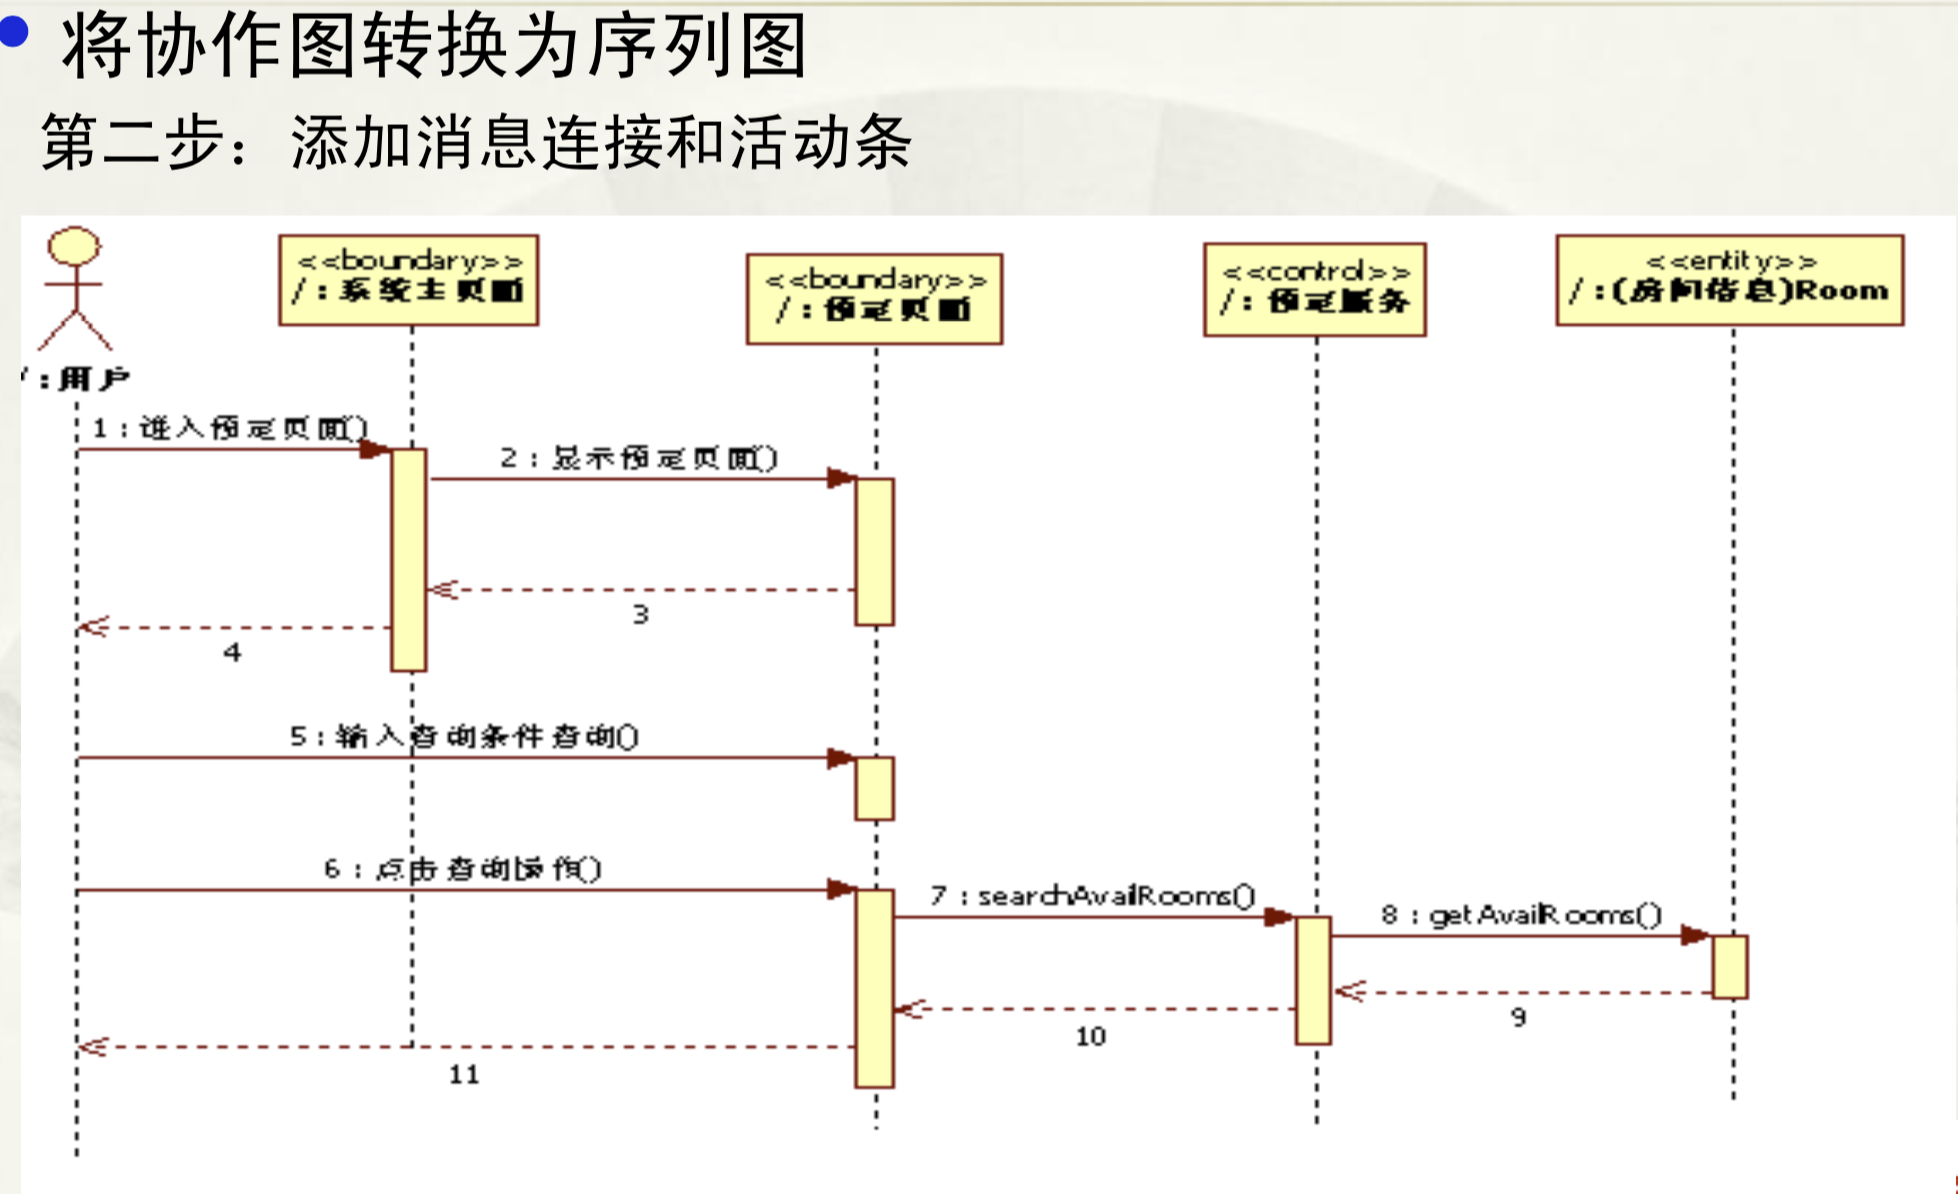 将协作图转换为序列图
第二步：添加消息连接和活动条
<<boundary>>
/:系统主页面
<<boundary>>
/:预定页面
<<control>>
/:预定服务
<<entity>>
/:(房间信息)Room
:用户
1:进入预定页面()
2:显示预定页面()
3
4
5:输入查询条件查询()
6:点击查询操作()
7:searchAvailRooms()
8:getAvailRooms()
9
10
11